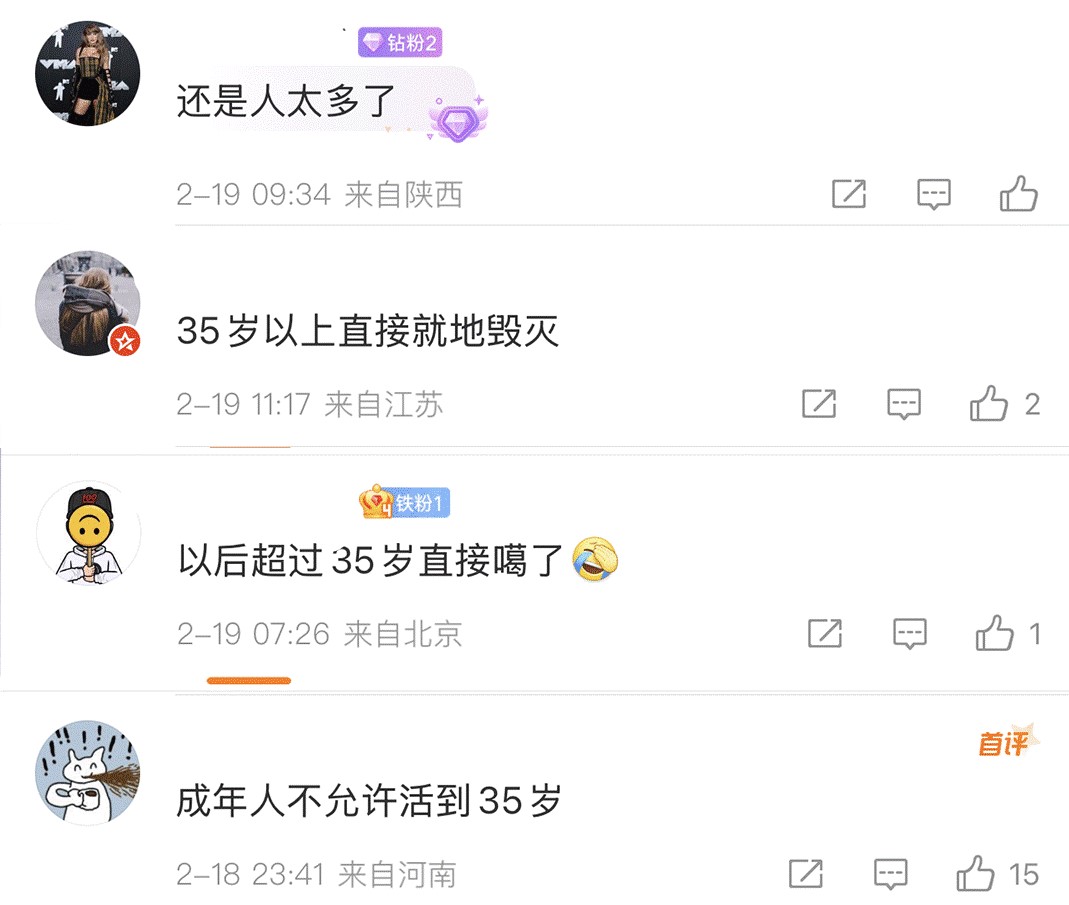 钻粉2
还是人太多了
2-19 09:34 来自陕西
35岁以上直接就地毁灭
2-19 11:17 来自江苏
2
4 铁粉1
以后超过35岁直接噶了
2-19 07:26 来自北京
1
首评
成年人不允许活到35岁
2-18 23:41 来自河南
15